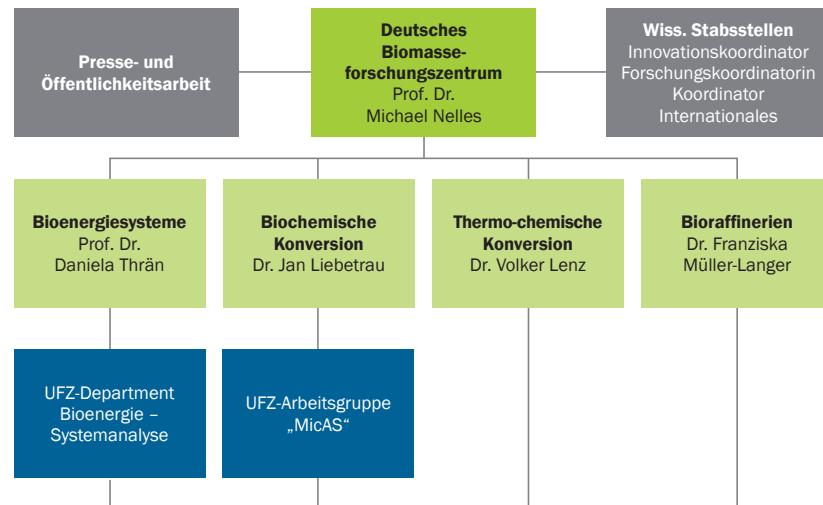 Presse- und
Öffentlichkeitsarbeit
Deutsches
Biomasse-
forschungszentrum
Prof. Dr.
Michael Nelles
Wiss. Stabsstellen
Innovationskoordinator
Forschungskoordinatorin
Koordinator
Internationales
Bioenergiesysteme
Prof. Dr.
Daniela Thrän
Biochemische
Konversion
Dr. Jan Liebetrau
Thermo-chemische
Konversion
Dr. Volker Lenz
Bioraffinerien
Dr. Franziska
Müller-Langer
UFZ-Department
Bioenergie –
Systemanalyse
UFZ-Arbeitsgruppe
„MicAS“